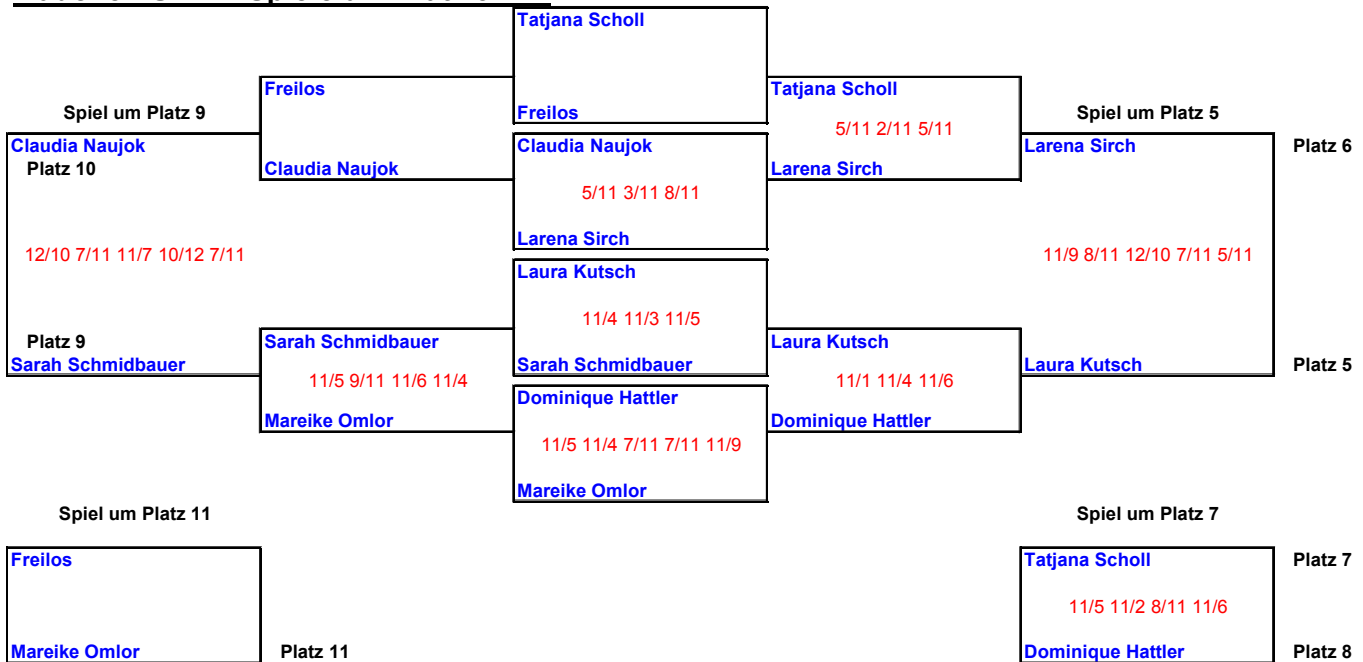 Tatjana Scholl
Freilos
Tatjana Scholl
Spiel um Platz 9
Freilos
5/11 2/11 5/11
Spiel um Platz 5
Claudia Naujok
Claudia Naujok
Larena Sirch
Platz 6
Platz 10
Claudia Naujok
Larena Sirch
5/11 3/11 8/11
Larena Sirch
12/10 7/11 11/7 10/12 7/11
11/9 8/11 12/10 7/11 5/11
Laura Kutsch
11/4 11/3 11/5
Platz 9
Sarah Schmidbauer
Laura Kutsch
Sarah Schmidbauer
Sarah Schmidbauer
Laura Kutsch
Platz 5
11/5 9/11 11/6 11/4
11/1 11/4 11/6
Dominique Hattler
Mareike Omlor
Dominique Hattler
11/5 11/4 7/11 7/11 11/9
Mareike Omlor
Spiel um Platz 11
Spiel um Platz 7
Freilos
Tatjana Scholl
Platz 7
11/5 11/2 8/11 11/6
Mareike Omlor
Platz 11
Dominique Hattler
Platz 8